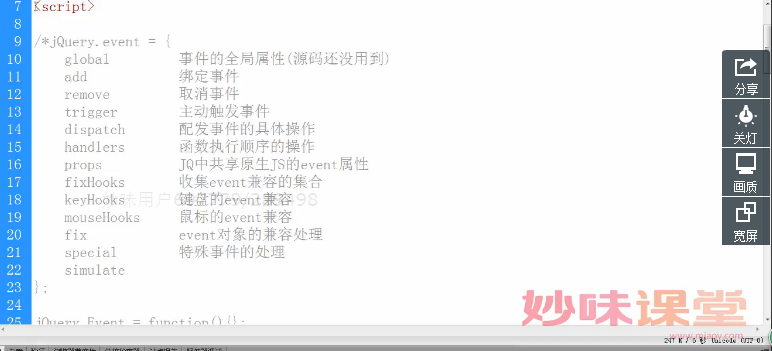 7 <script>
8
9 /*jQuery.event = {
10 global 事件的全局属性(源码还没用到)
11 add 绑定事件
12 remove 取消事件
13 trigger 主动触发事件
14 dispatch 配发事件的具体操作
15 handlers 函数执行顺序的操作
16 props JQ中共享原生JS的event属性
17 fixHooks 收集event兼容的集合
18 keyHooks 键盘的event兼容
19 mouseHooks 鼠标的event兼容
20 fix event对象的兼容处理
21 special 特殊事件的处理
22 simulate
23 };
24
25 jQuery.Event = function(){};
分享
关灯
画质
宽屏
妙味课堂
www.miaov.com